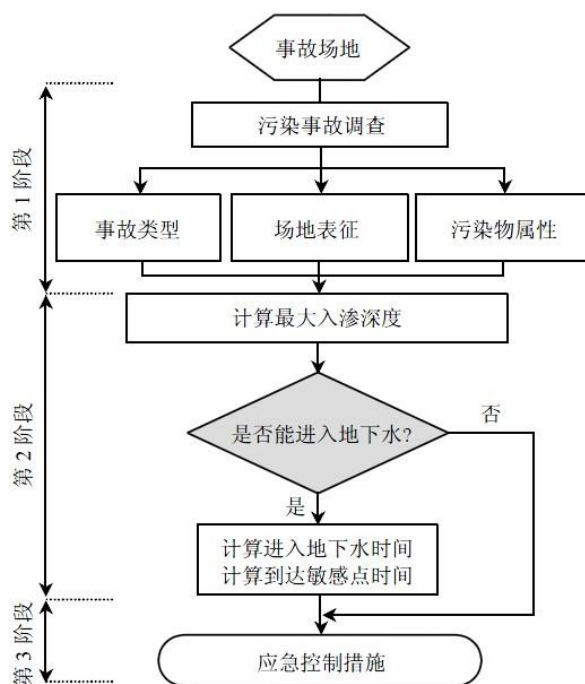 事故场地
第1阶段
污染事故调查
事故类型
场地表征
污染物属性
第2阶段
计算最大入渗深度
是否能进入地下水?
否
是
计算进入地下水时间
计算到达敏感点时间
第3阶段
应急控制措施